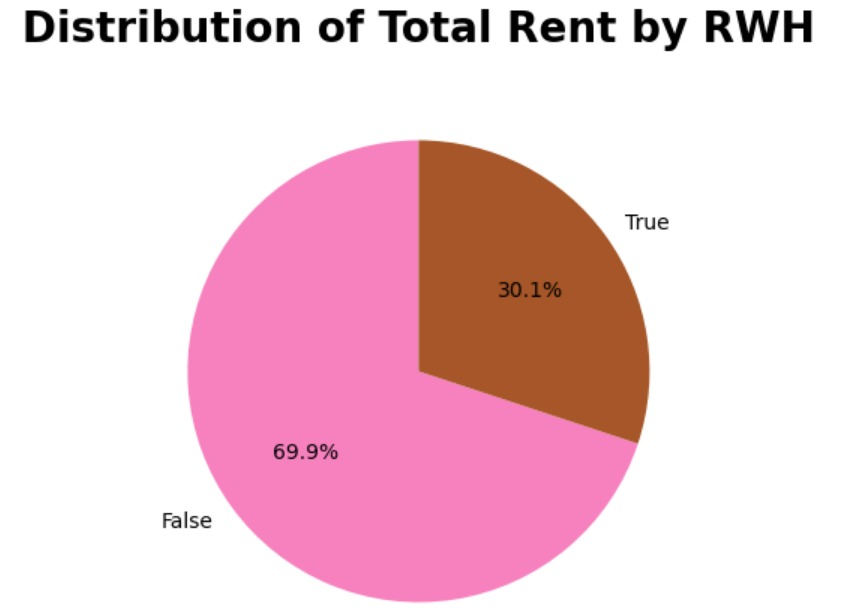 Distribution of Total Rent by RWH
True
30.1%
69.9%
False